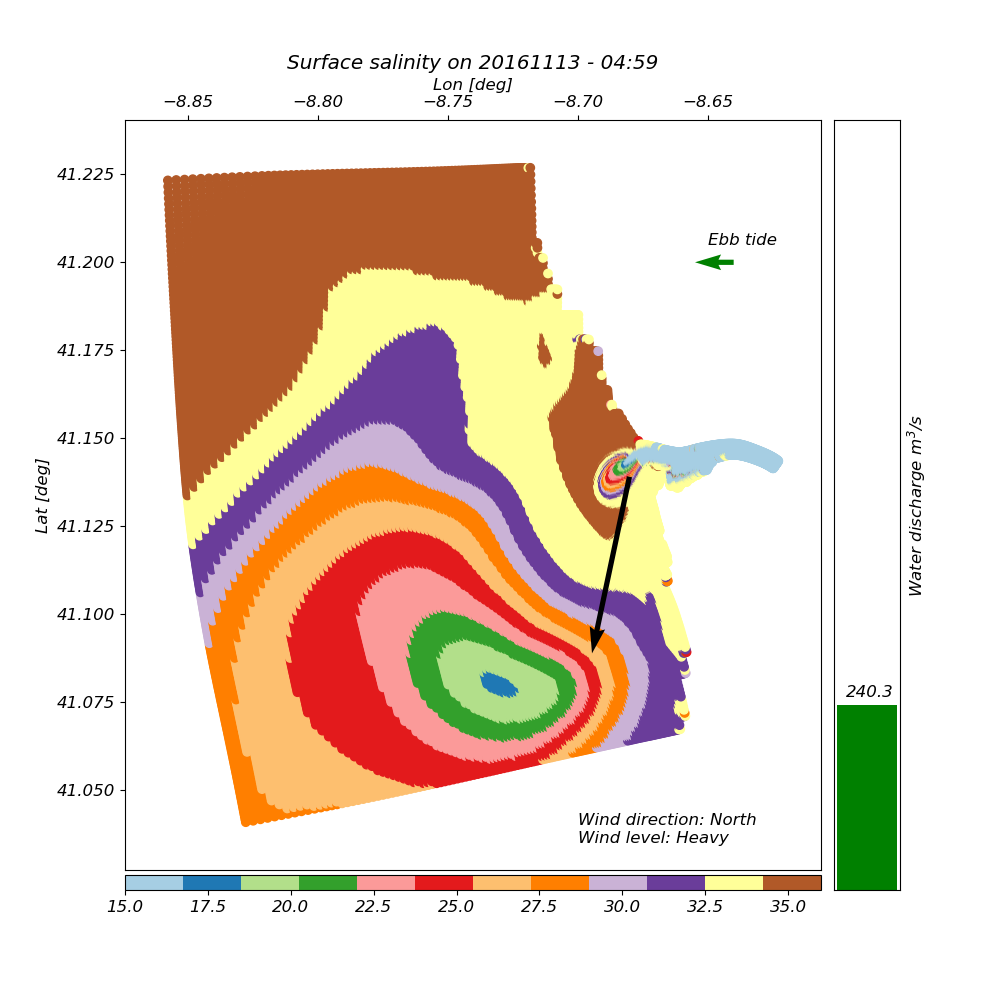 Surface salinity on 20161113 - 04:59
Lon [deg]
−8.85 −8.80 −8.75 −8.70 −8.65
41.225
41.200
41.175
41.150
41.125
41.100
41.075
41.050
Lat [deg]
Ebb tide
Wind direction: North
Wind level: Heavy
240.3
Water discharge m³/s
15.0 17.5 20.0 22.5 25.0 27.5 30.0 32.5 35.0